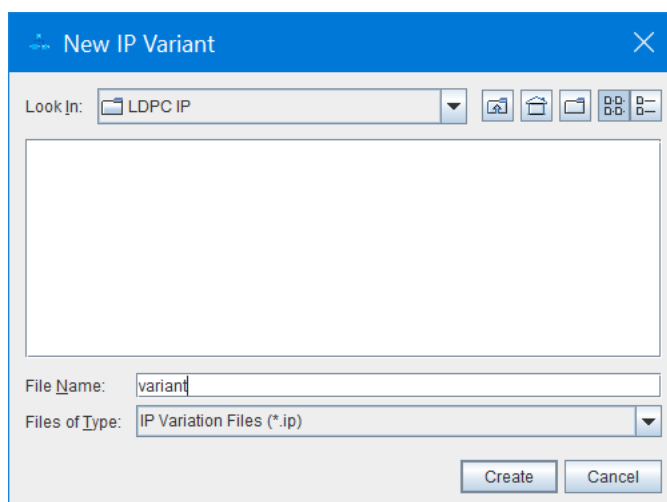 New IP Variant
Look In: LDPC IP
File Name: variant
Files of Type: IP Variation Files (*.ip)
Create Cancel